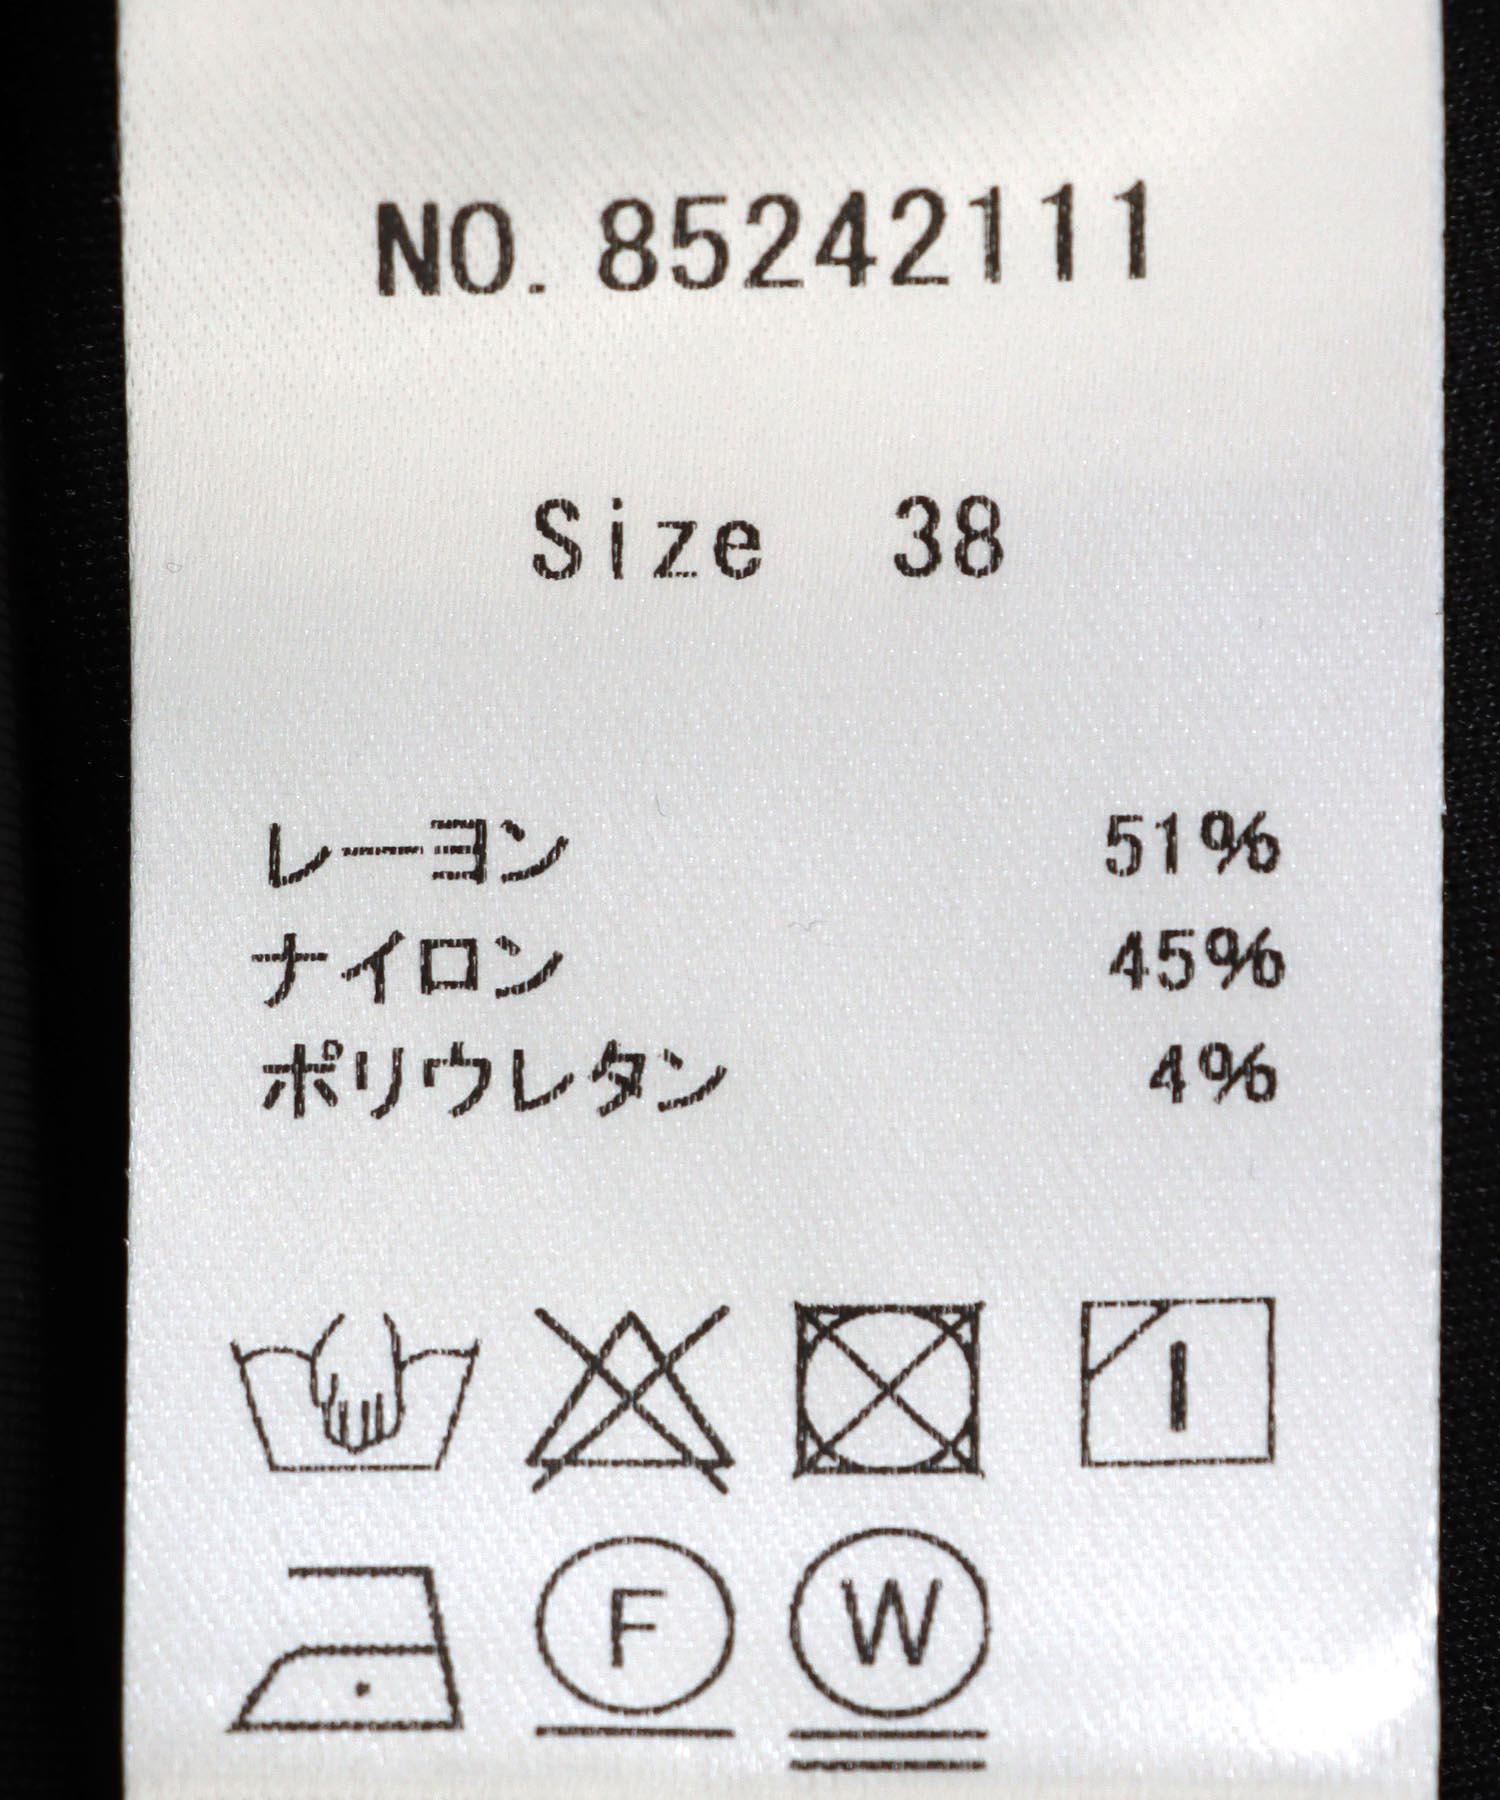 NO. 85242111
Size 38
レーヨン 51%
ナイロン 45%
ポリウレタン 4%
F W